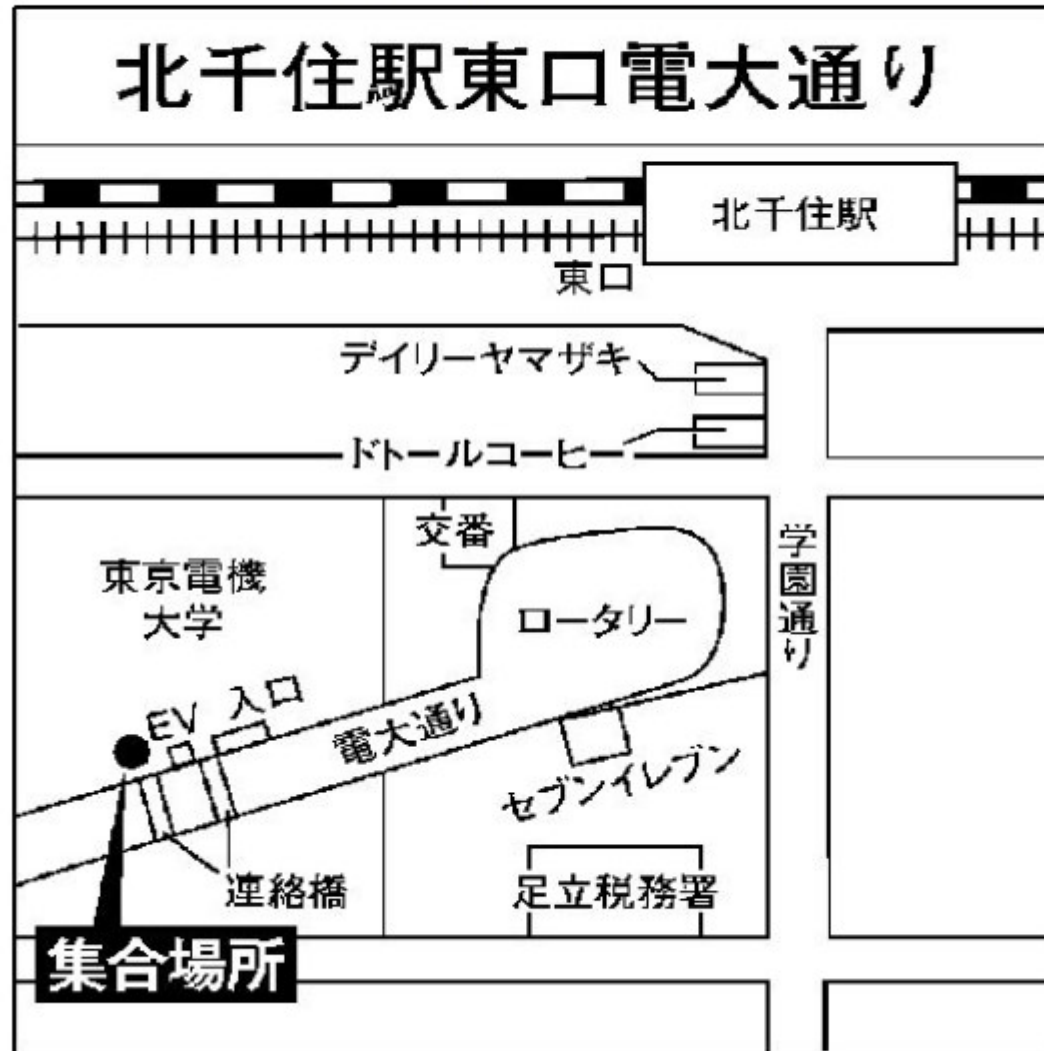 北千住駅東口電大通り
北千住駅
東口
デイリーヤマザキ
ドトールコーヒー
交番
学園通り
東京電機
大学
ロータリー
EV 入口
電大通り
セブンイレブン
連絡橋
足立税務署
集合場所